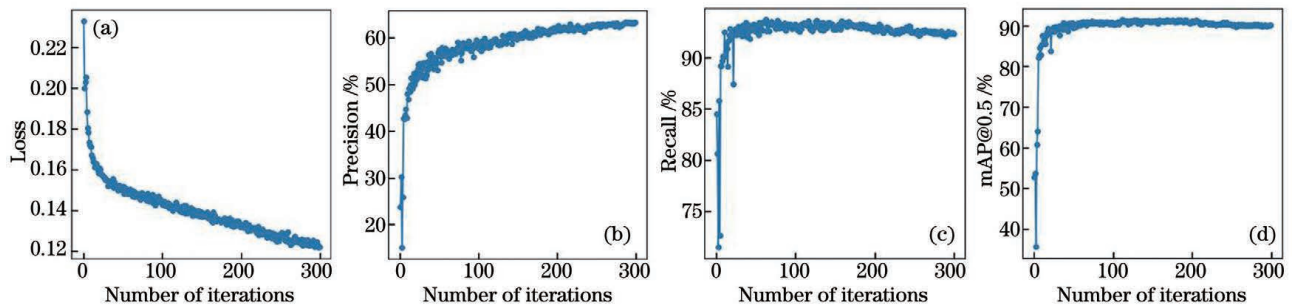 (a)
Loss
0.22
0.20
0.18
0.16
0.14
0.12
0 100 200 300
Number of iterations
(b)
Precision /%
60
50
40
30
20
0 100 200 300
Number of iterations
(c)
Recall /%
90
85
80
75
0 100 200 300
Number of iterations
(d)
mAP@0.5 /%
90
80
70
60
50
40
0 100 200 300
Number of iterations